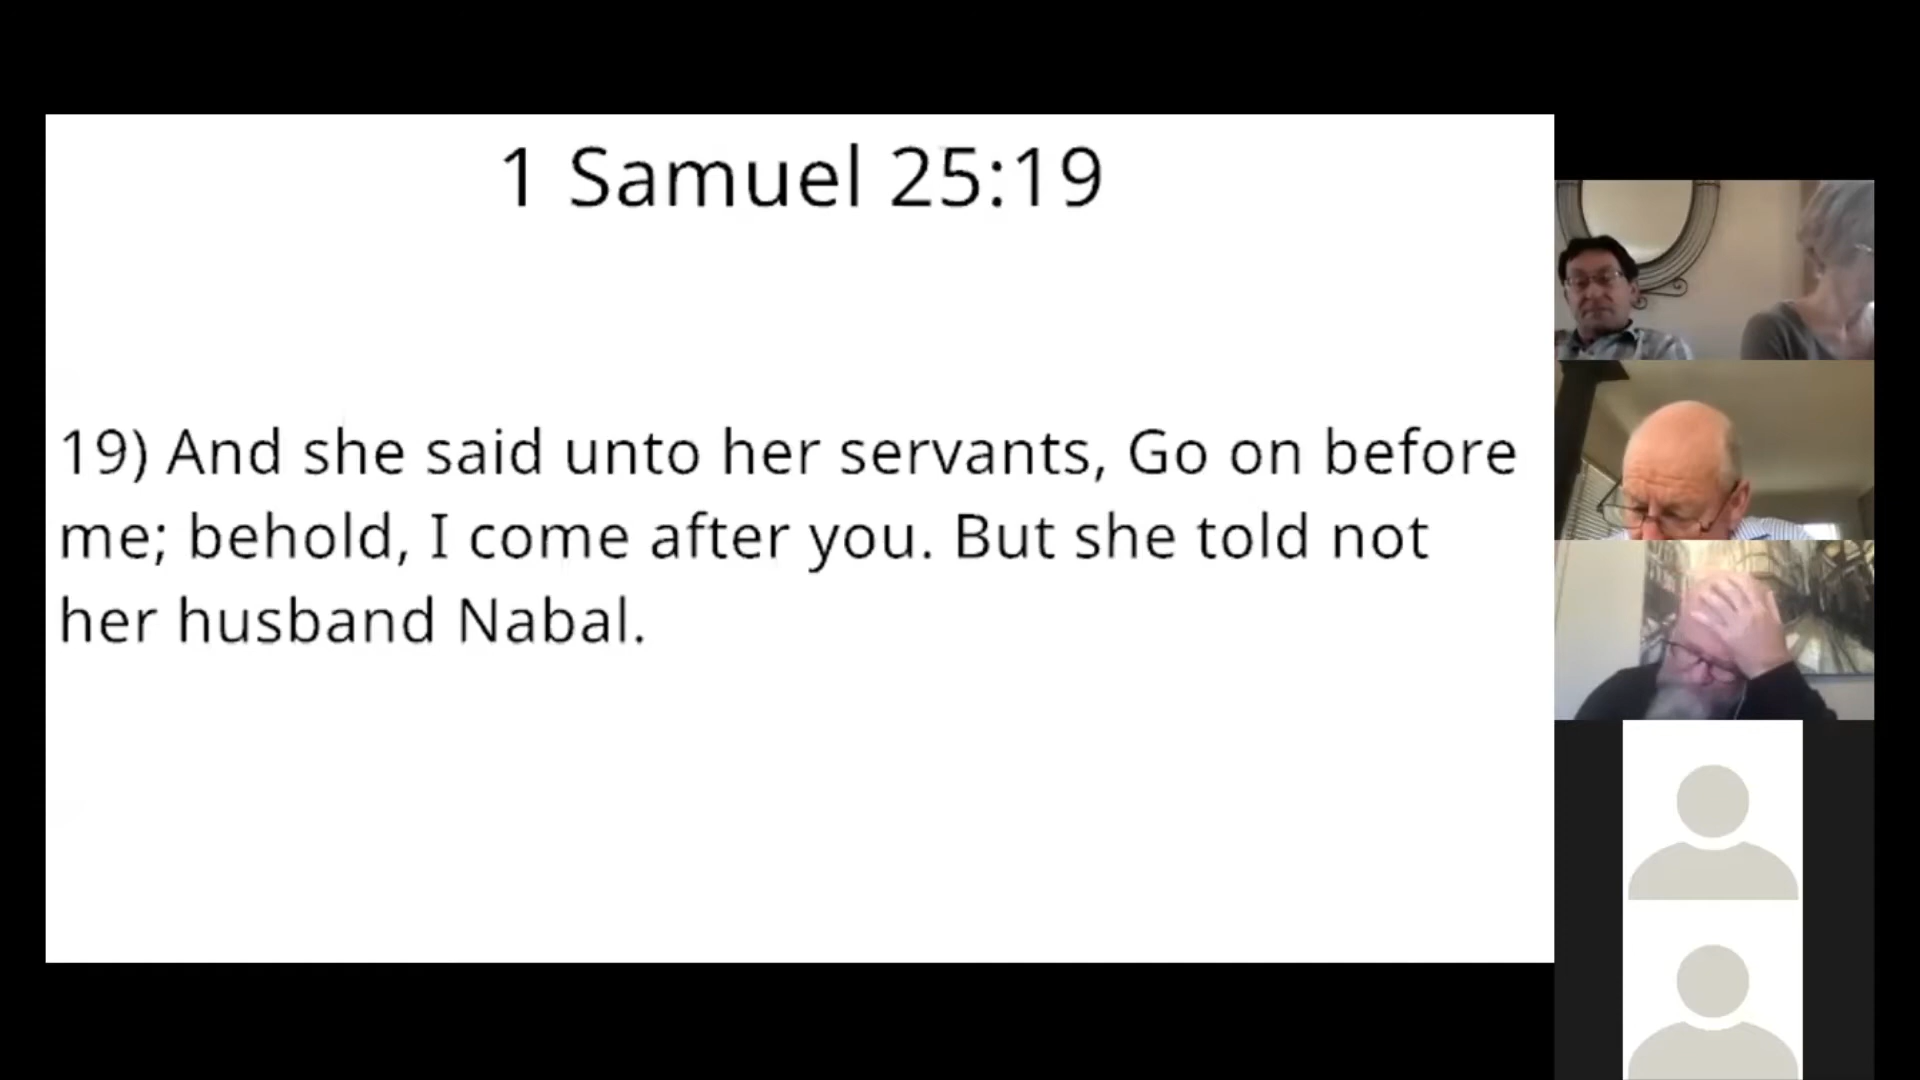 1 Samuel 25:19
19) And she said unto her servants, Go on before
me; behold, I come after you. But she told not
her husband Nabal.